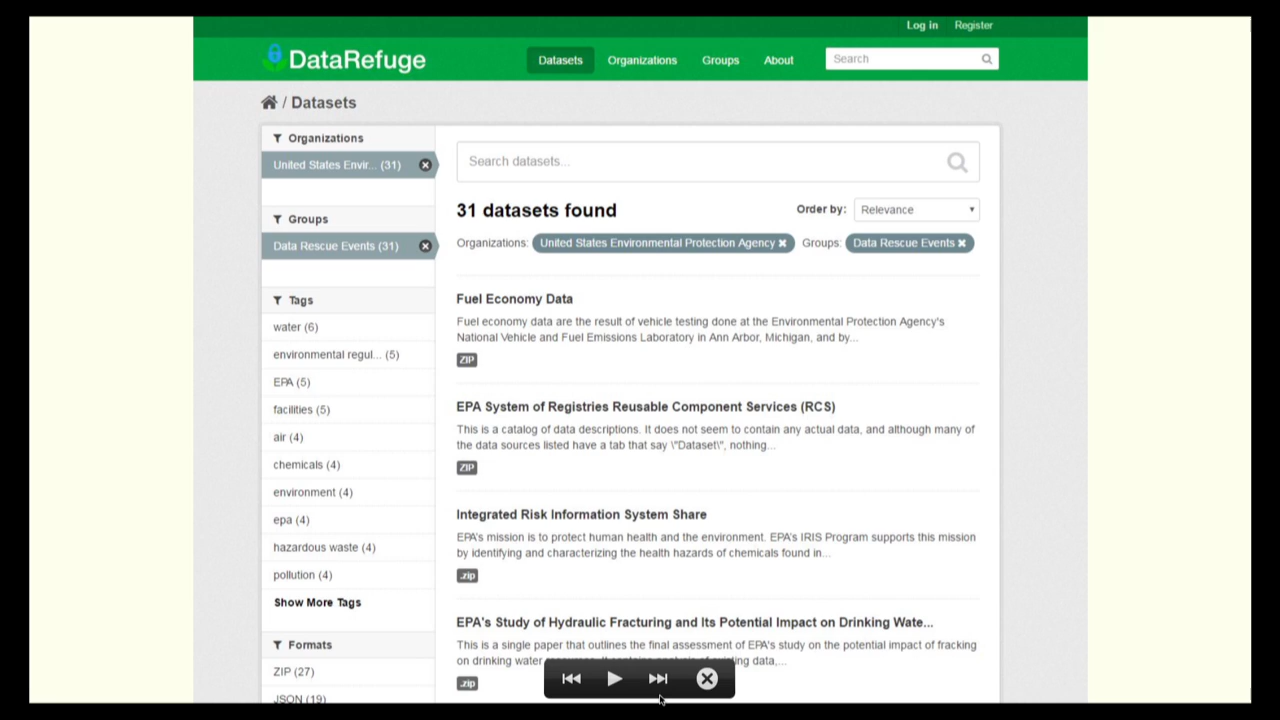 Log in Register
DataRefuge
Datasets Organizations Groups About Search
/ Datasets
Organizations
United States Envir... (31)
Groups
Data Rescue Events (31)
Tags
water (6)
environmental regul... (5)
EPA (5)
facilities (5)
air (4)
chemicals (4)
environment (4)
epa (4)
hazardous waste (4)
pollution (4)
Show More Tags
Formats
ZIP (27)
JSON (19)
Search datasets...
31 datasets found
Order by: Relevance
Organizations: United States Environmental Protection Agency Groups: Data Rescue Events
Fuel Economy Data
Fuel economy data are the result of vehicle testing done at the Environmental Protection Agency's
National Vehicle and Fuel Emissions Laboratory in Ann Arbor, Michigan, and by...
ZIP
EPA System of Registries Reusable Component Services (RCS)
This is a catalog of data descriptions. It does not seem to contain any actual data, and although many of
the data sources listed have a tab that say \"Dataset\", nothing...
ZIP
Integrated Risk Information System Share
EPA's mission is to protect human health and the environment. EPA's IRIS Program supports this mission
by identifying and characterizing the health hazards of chemicals found in...
.zip
EPA's Study of Hydraulic Fracturing and Its Potential Impact on Drinking Wate...
This is a single paper that outlines the final assessment of EPA's study on the potential impact of fracking
on drinking water data,...
.zip